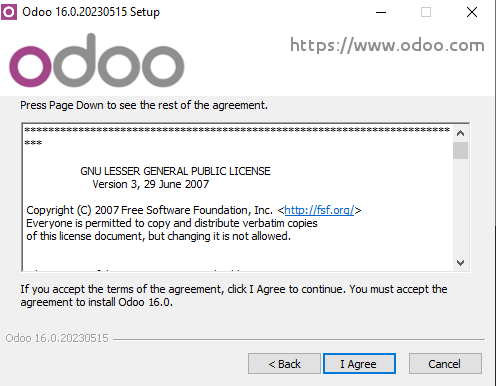 Odoo 16.0.20230515 Setup
odoo
https://www.odoo.com
Press Page Down to see the rest of the agreement.
***********************************************************************
***
GNU LESSER GENERAL PUBLIC LICENSE
Version 3, 29 June 2007
Copyright (C) 2007 Free Software Foundation, Inc. <http://fsf.org/>
Everyone is permitted to copy and distribute verbatim copies
of this license document, but changing it is not allowed.
If you accept the terms of the agreement, click I Agree to continue. You must accept the
agreement to install Odoo 16.0.
Odoo 16.0.20230515
< Back
I Agree
Cancel